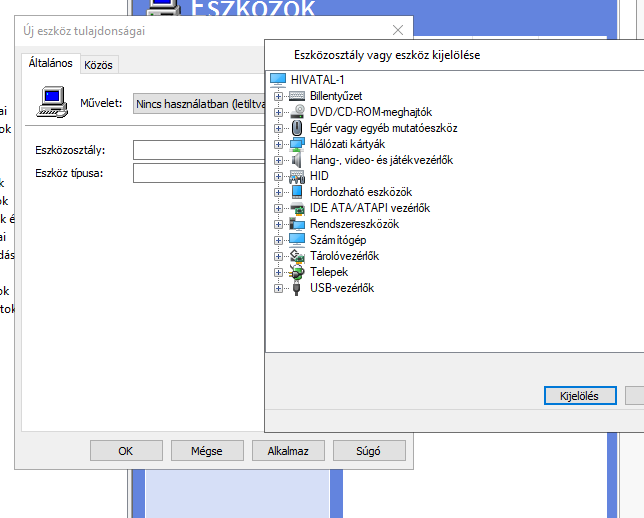 Eszközök
Új eszköz tulajdonságai
Általános
Közös
Művelet:
Nincs használatban (letiltva
Eszközosztály:
Eszköz típusa:
Eszközosztály vagy eszköz kijelölése
HIVATAL-1
Billentyűzet
DVD/CD-ROM-meghajtók
Egér vagy egyéb mutatóeszköz
Hálózati kártyák
Hang-, video- és játékvezérlők
HID
Hordozható eszközök
IDE ATA/ATAPI vezérlők
Rendszereszközök
Számítógép
Tárolóvezérlők
Telepek
USB-vezérlők
Kijelölés
OK
Mégse
Alkalmaz
Súgó